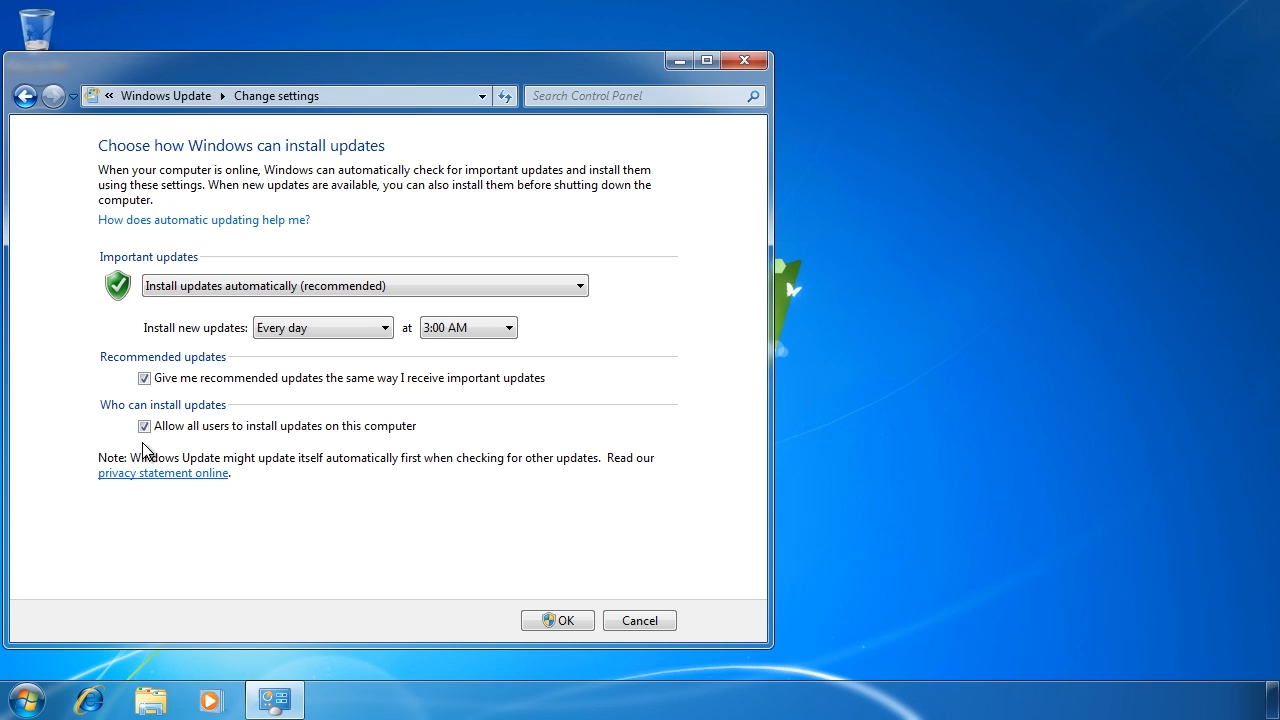 « Windows Update Change settings
Search Control Panel
Choose how Windows can install updates
When your computer is online, Windows can automatically check for important updates and install them
using these settings. When new updates are available, you can also install them before shutting down the
computer.
How does automatic updating help me?
Important updates
Install updates automatically (recommended)
Install new updates: Every day at 3:00 AM
Recommended updates
Give me recommended updates the same way I receive important updates
Who can install updates
Allow all users to install updates on this computer
Note: Windows Update might update itself automatically first when checking for other updates. Read our
privacy statement online.
OK Cancel